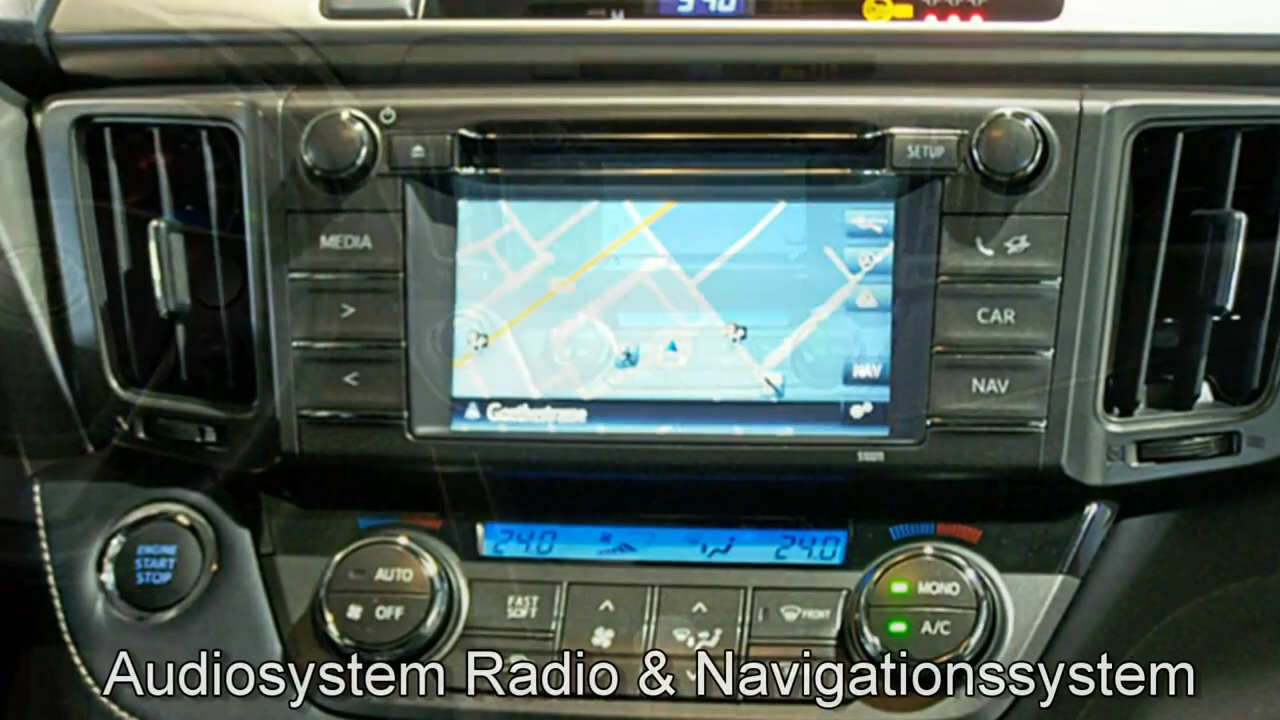 SETUP
MEDIA
>
CAR
<
NAV
NAV
24.0
24.0
ENGINE
START
STOP
AUTO
OFF
FAST
SOFT
FRONT
MONO
A/C
Audiosystem Radio & Navigationssystem